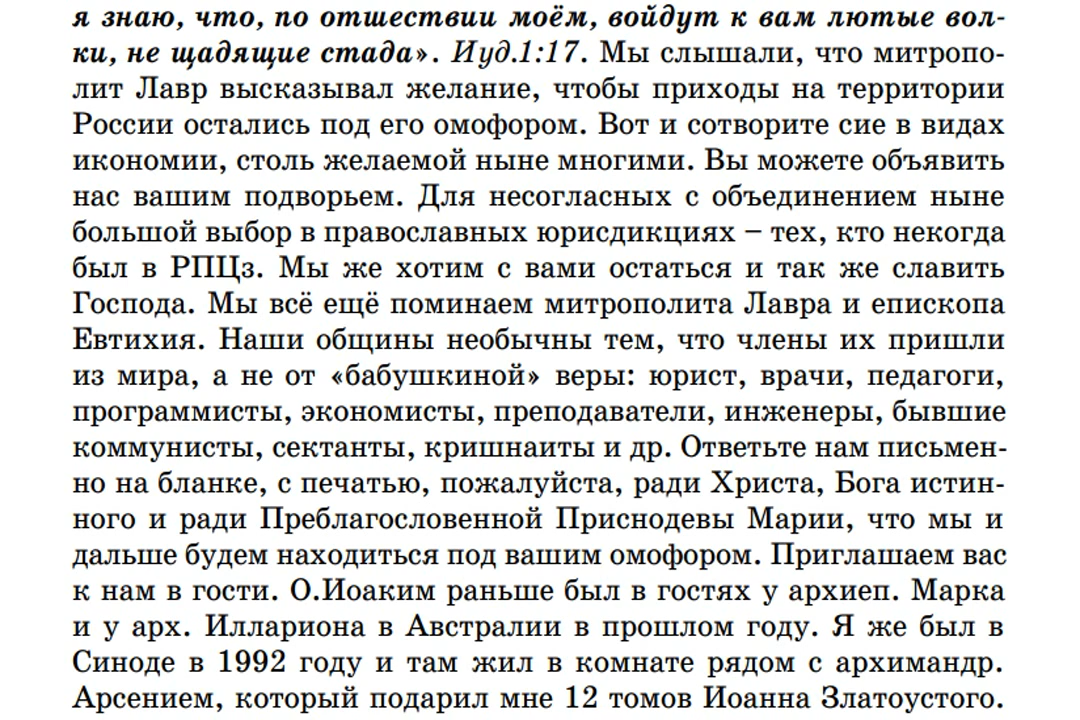 я знаю, что, по отшествии моём, войдут к вам лютые вол-
ки, не щадящие стада». Иуд.1:17. Мы слышали, что митропо-
лит Лавр высказывал желание, чтобы приходы на территории
России остались под его омофором. Вот и сотворите сие в видах
икономии, столь желаемой ныне многими. Вы можете объявить
нас вашим подворьем. Для несогласных с объединением ныне
большой выбор в православных юрисдикциях – тех, кто некогда
был в РПЦз. Мы же хотим с вами остаться и так же славить
Господа. Мы всё ещё поминаем митрополита Лавра и епископа
Евтихия. Наши общины необычны тем, что члены их пришли
из мира, а не от «бабушкиной» веры: юрист, врачи, педагоги,
программисты, экономисты, преподаватели, инженеры, бывшие
коммунисты, сектанты, кришнаиты и др. Ответьте нам письмен-
но на бланке, с печатью, пожалуйста, ради Христа, Бога истин-
ного и ради Преблагословенной Приснодевы Марии, что мы и
дальше будем находиться под вашим омофором. Приглашаем вас
к нам в гости. О.Иоаким раньше был в гостях у архиеп. Марка
и у арх. Иллариона в Австралии в прошлом году. Я же был в
Синоде в 1992 году и там жил в комнате рядом с архимандр.
Арсением, который подарил мне 12 томов Иоанна Златоустого.